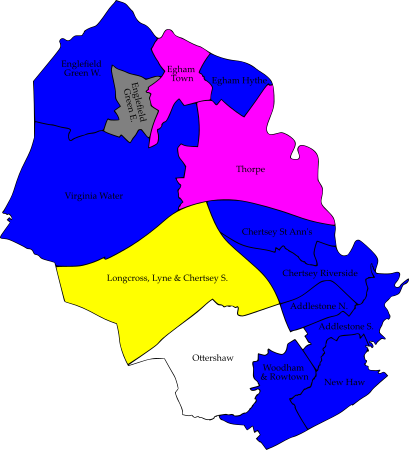 Englefield
Green W.
Egham
Town
Egham Hythe
Englefield
Green E.
Thorpe
Virginia Water
Chertsey St. Ann's
Chertsey Riverside
Longcross, Lyne & Chertsey S.
Addlestone N.
Addlestone S.
Ottershaw
Woodham
& Rowtown
New Haw